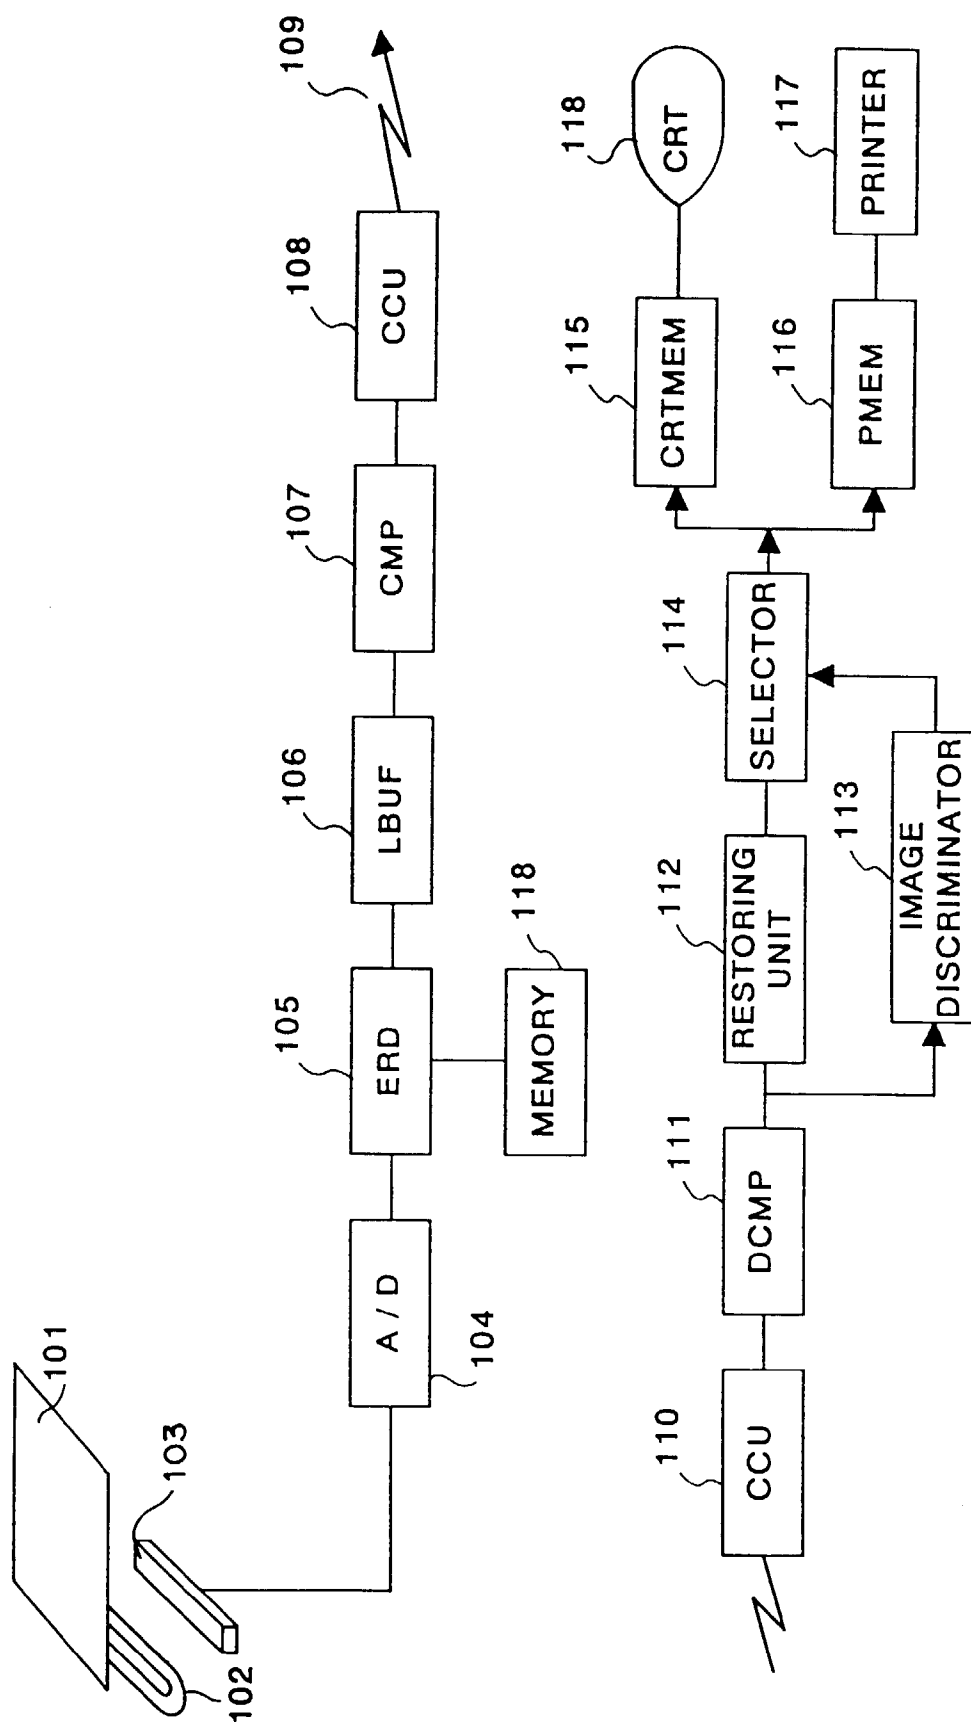 101
102
103
A / D
104
ERD
105
MEMORY
118
LBUF
106
CMP
107
CCU
108
109
CCU
110
DCMP
111
RESTORING
UNIT
112
IMAGE
DISCRIMINATOR
113
SELECTOR
114
CRTMEM
115
CRT
118
PMEM
116
PRINTER
117